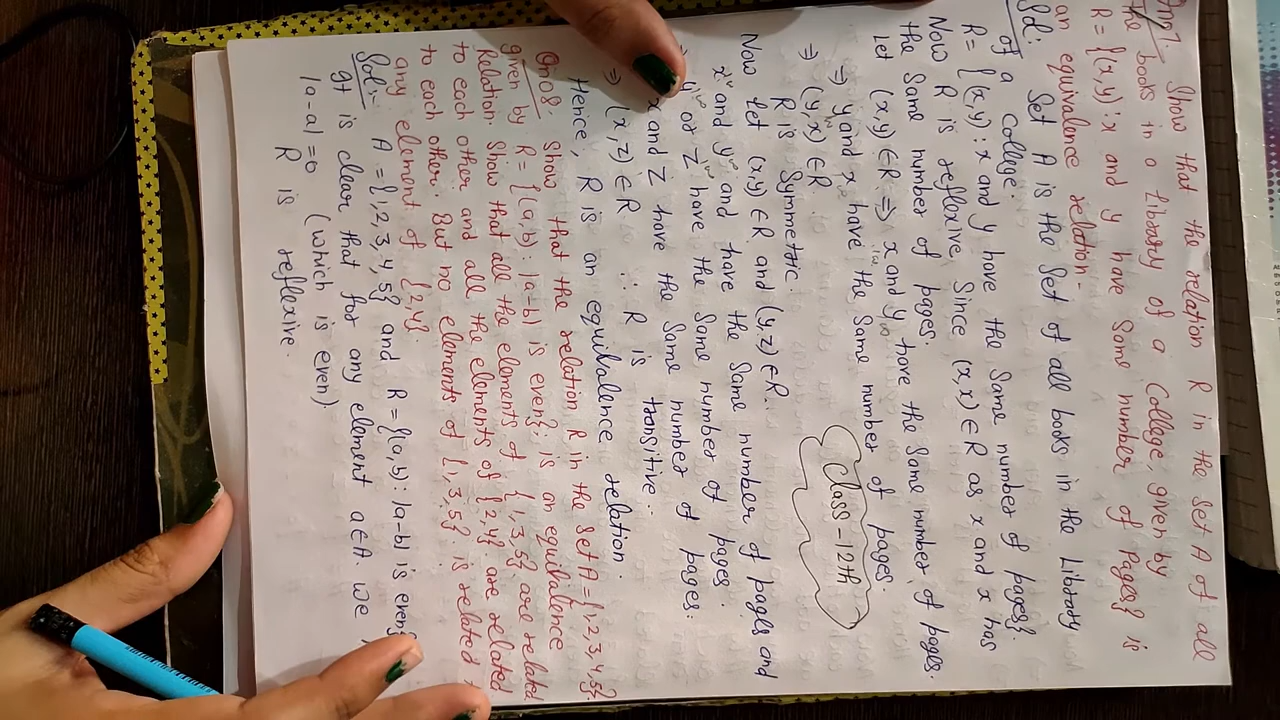 Qno7. Show that the relation R in the set A of all
the books in a Library of a College, given by
R = {(x,y): x and y have Same number of Pages} is
an equivalence relation-
Sol: Set A is the Set of all books in the Library
of a College.
R = {x,y): x and y have the Same number of pages}
Now R is reflexive Since (x,x) ∈ R as x and x has
the Same number of pages.
Let (x,y) ∈ R ⇒ x and y have the Same number of pages.
⇒ y and x have the Same number of pages.
⇒ (y,x) ∈ R
R is Symmetric.
Class-12th
Now let (x,y) ∈ R and (y,z) ∈ R.
x and y and have the Same number of pages and
y or z have the Same number of pages.
x and z have the Same number of pages.
⇒ (x,z) ∈ R ∴ R is transitive.
Hence, R is an equivalence relation.
Qno8. Show that the relation R in the Set A = {1,2,3,4,5}
given by R = {(a,b): |a-b| is even}; is an equivalence
Relation. Show that all the elements of {1,3,5} are related
to each other and all the elements of {2,4} are related
to each other. But no elements of {1,3,5} is related
any element of {2,4}.
Sol:- A = {1,2,3,4,5} and R = {(a,b): |a-b| is even}
It is clear that for any element a∈A. we
|a-a|=0 (which is even).
R is reflexive.